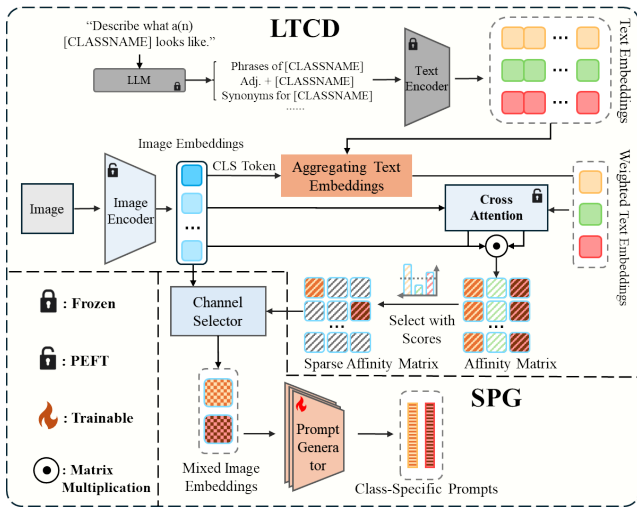 LTCD
“Describe what a(n)
[CLASSNAME] looks like.”
LLM
Phrases of [CLASSNAME]
Adj. + [CLASSNAME]
Synonyms for [CLASSNAME]
......
Text
Encoder
Text Embeddings
Image Embeddings
CLS Token
Aggregating Text
Embeddings
Weighted Text Embeddings
Image
Image
Encoder
Cross
Attention
Channel
Selector
Select with
Scores
Sparse Affinity Matrix
Affinity Matrix
: Frozen
: PEFT
: Trainable
: Matrix
Multiplication
SPG
Mixed Image
Embeddings
Prompt
Genera
tor
Class-Specific Prompts